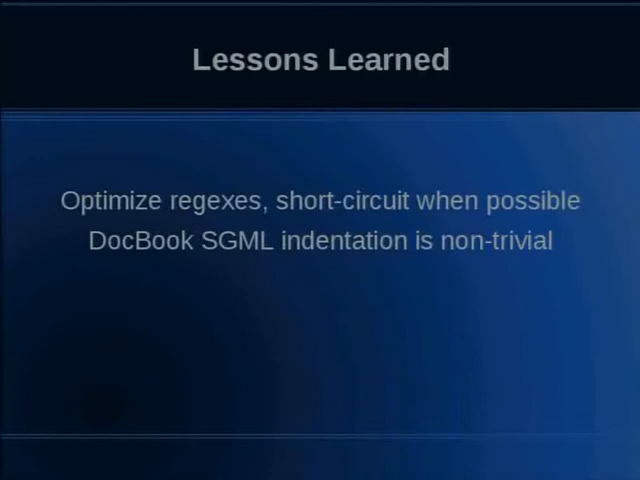 Lessons Learned
Optimize regexes, short-circuit when possible
DocBook SGML indentation is non-trivial